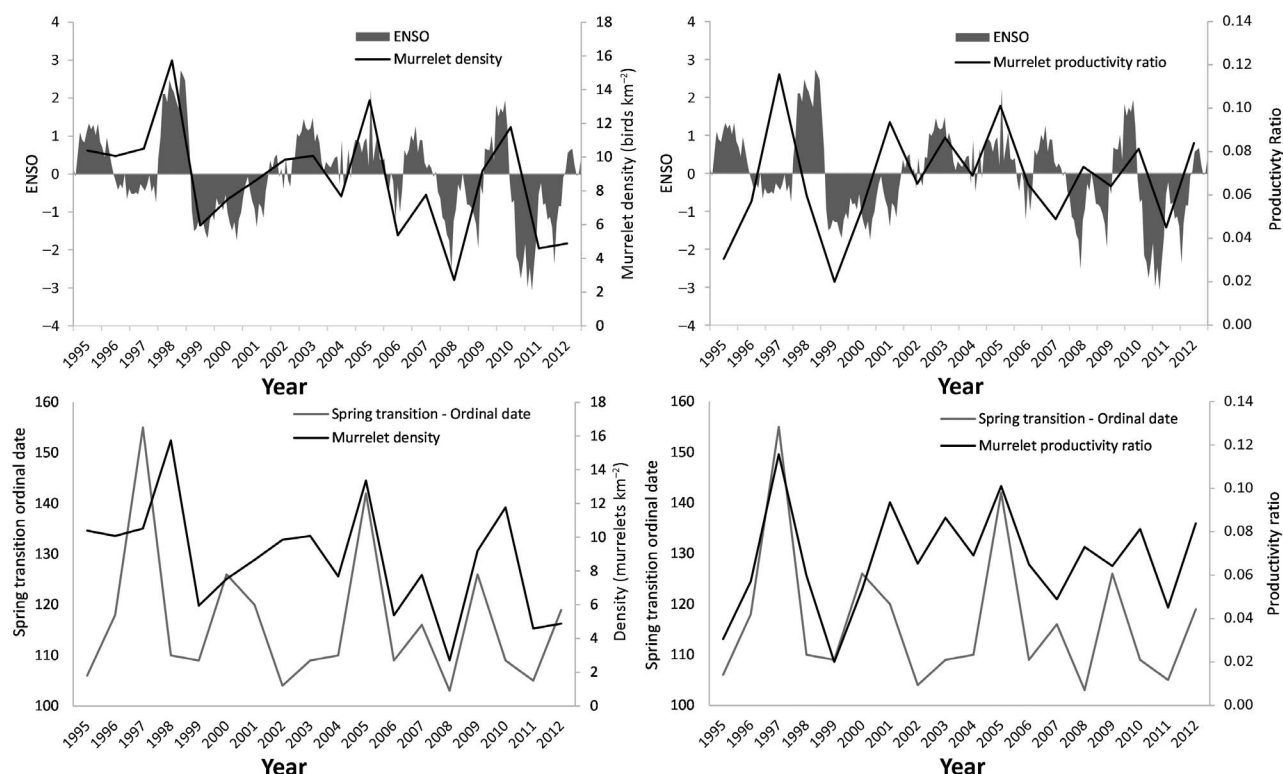 4
3
2
1
0
−1
−2
−3
−4
ENSO
ENSO
Murrelet density
18
16
14
12
10
8
6
4
2
0
Murrelet density (birds km−2)
1995 1996 1997 1998 1999 2000 2001 2002 2003 2004 2005 2006 2007 2008 2009 2010 2011 2012
Year
4
3
2
1
0
−1
−2
−3
−4
ENSO
ENSO
Murrelet productivity ratio
0.14
0.12
0.10
0.08
0.06
0.04
0.02
0.00
Productivty Ratio
1995 1996 1997 1998 1999 2000 2001 2002 2003 2004 2005 2006 2007 2008 2009 2010 2011 2012
Year
160
150
140
130
120
110
100
Spring transition ordinal date
Spring transition - Ordinal date
Murrelet density
18
16
14
12
10
8
6
4
2
0
Density (murrelets km−2)
1995 1996 1997 1998 1999 2000 2001 2002 2003 2004 2005 2006 2007 2008 2009 2010 2011 2012
Year
160
150
140
130
120
110
100
Spring transition ordinal date
Spring transition - Ordinal date
Murrelet productivity ratio
0.14
0.12
0.10
0.08
0.06
0.04
0.02
0.00
Productivity ratio
1995 1996 1997 1998 1999 2000 2001 2002 2003 2004 2005 2006 2007 2008 2009 2010 2011 2012
Year